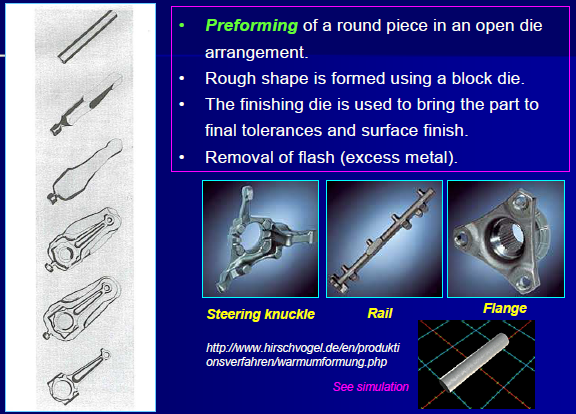 • Preforming of a round piece in an open die
arrangement.
• Rough shape is formed using a block die.
• The finishing die is used to bring the part to
final tolerances and surface finish.
• Removal of flash (excess metal).
Steering knuckle
Rail
Flange
http://www.hirschvogel.de/en/produkti
onsverfahren/warmumformung.php
See simulation